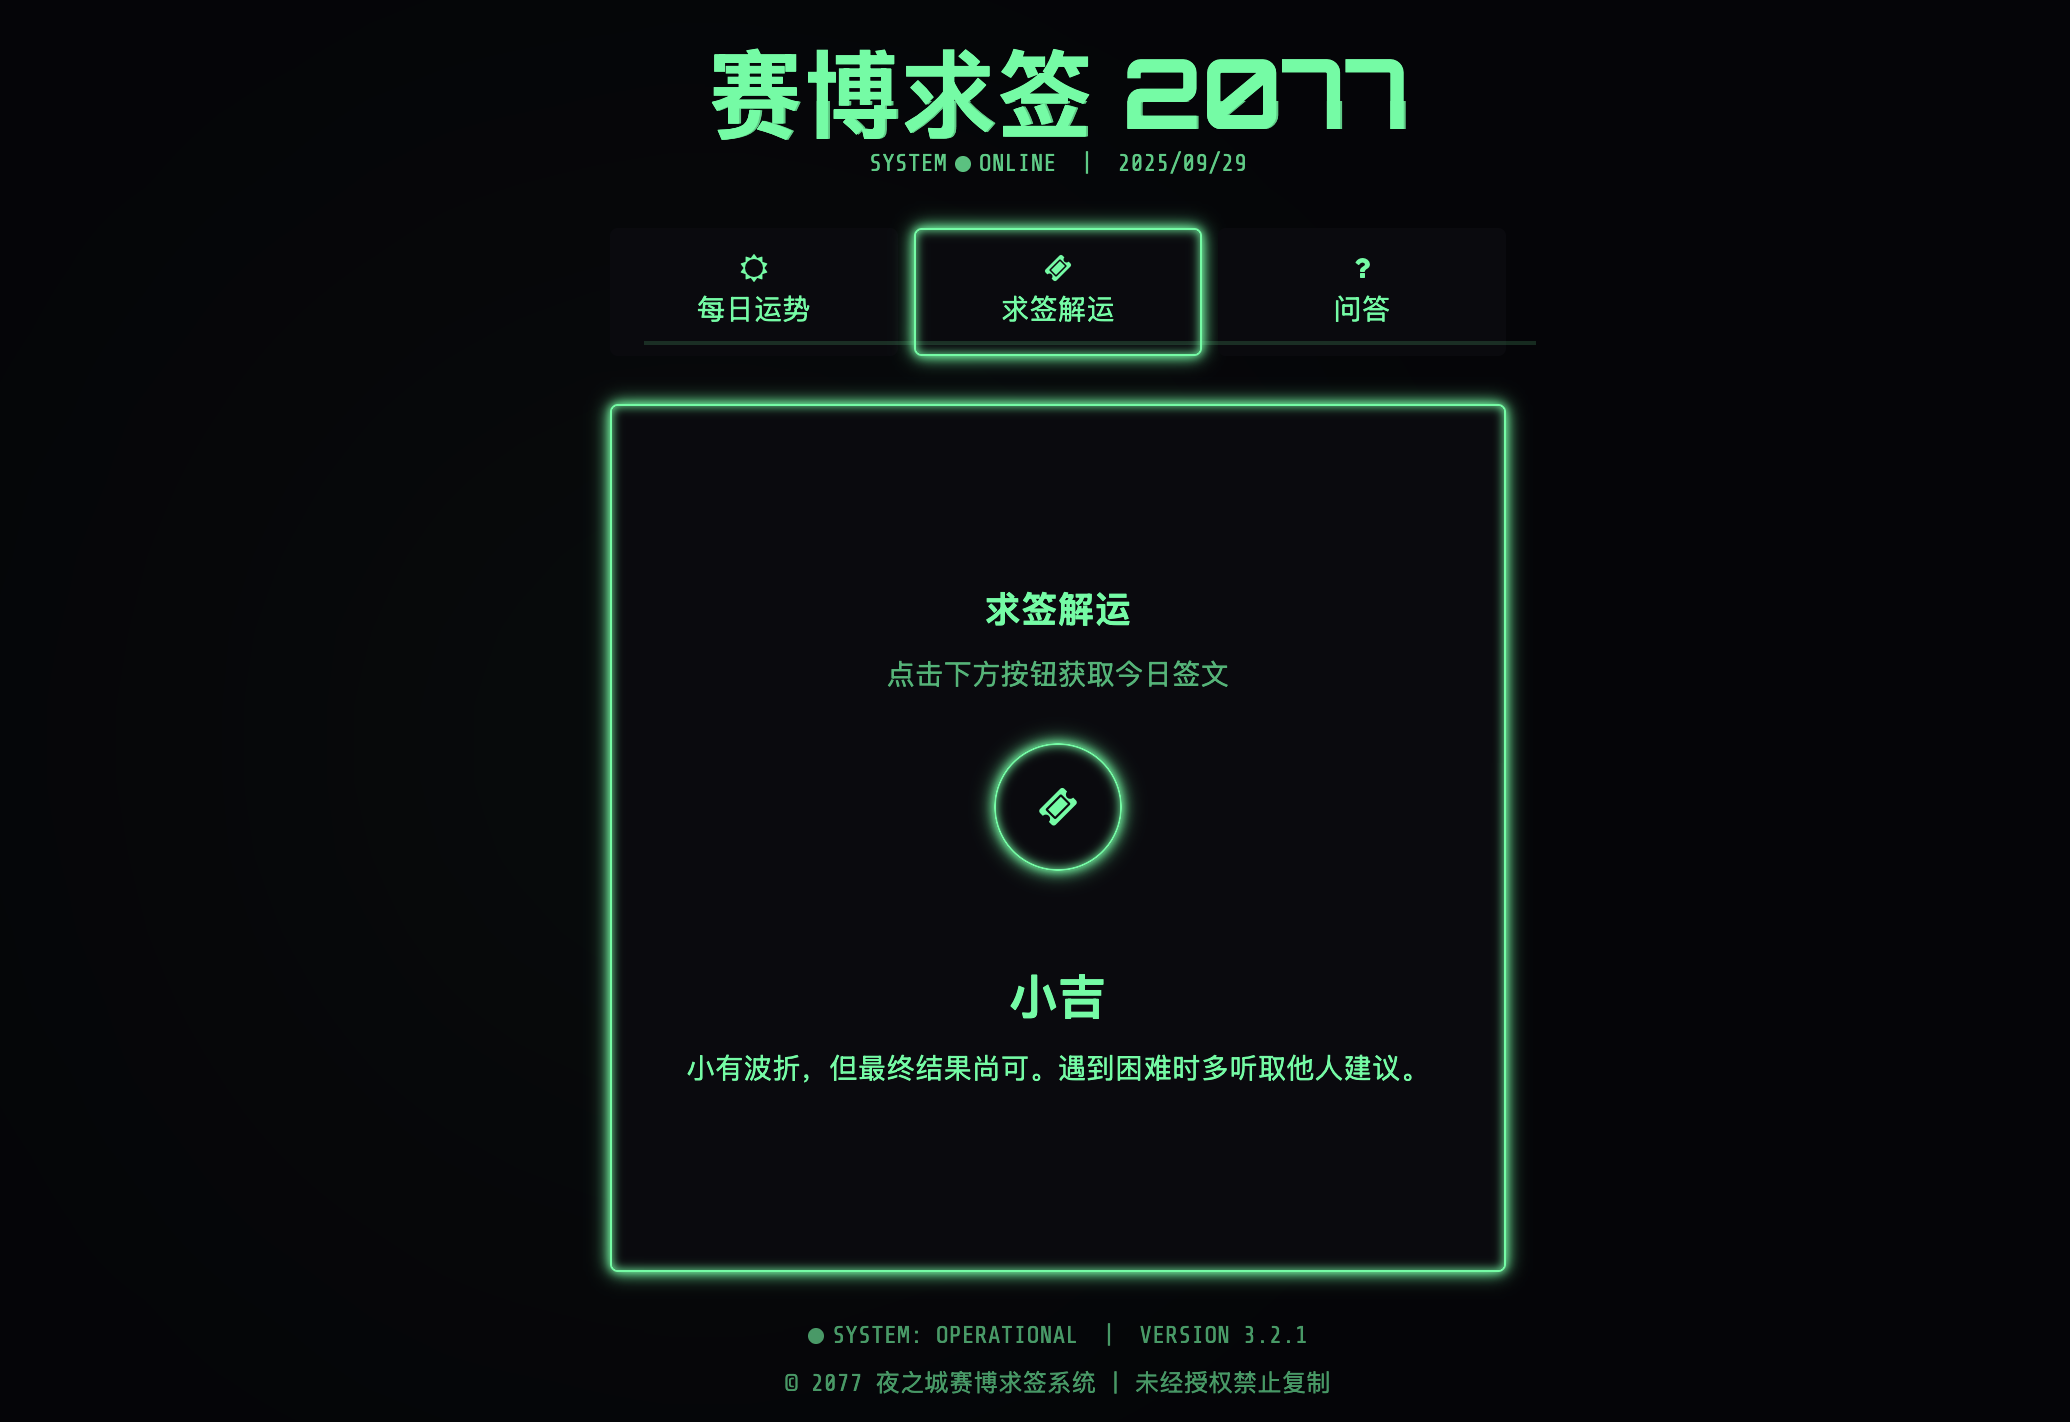 赛博求签 2077
SYSTEM ONLINE | 2025/09/29
每日运势
求签解运
问答
求签解运
点击下方按钮获取今日签文
小吉
小有波折，但最终结果尚可。遇到困难时多听取他人建议。
SYSTEM: OPERATIONAL | VERSION 3.2.1
© 2077 夜之城赛博求签系统 | 未经授权禁止复制